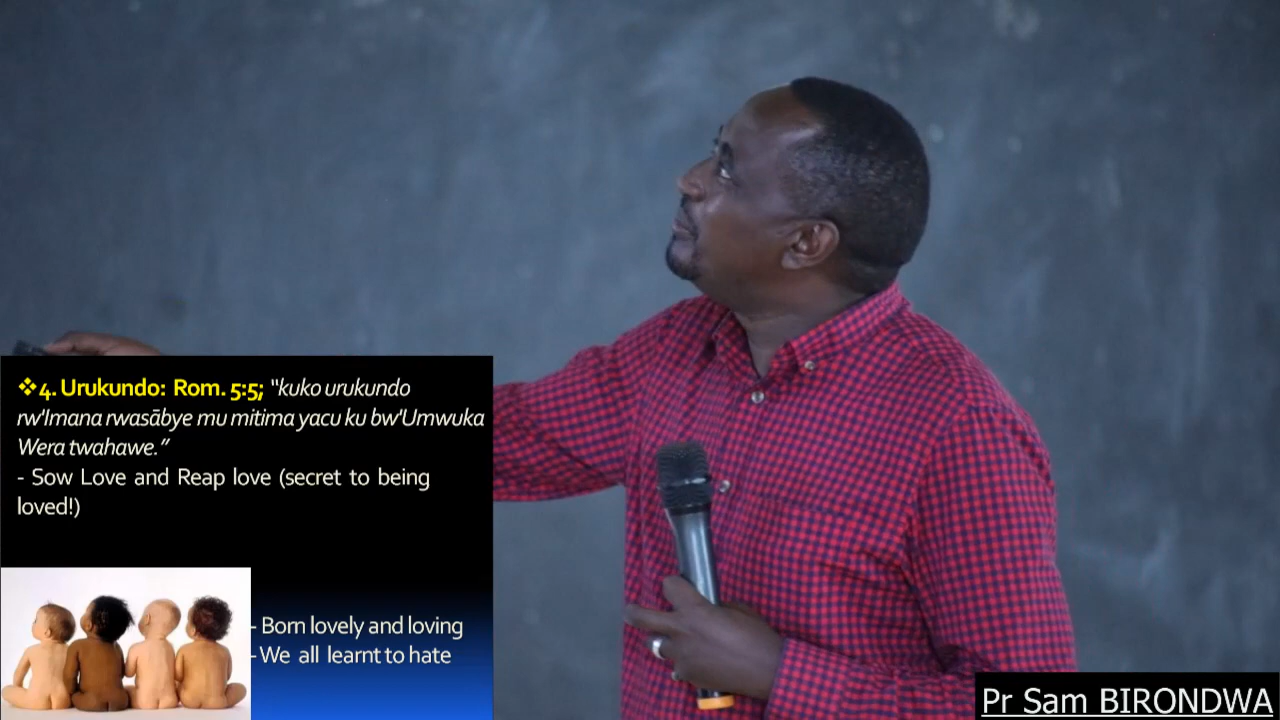 ❖4. Urukundo: Rom. 5:5; "kuko urukundo
rw'Imana rwasābye mu mitima yacu ku bw'Umwuka
Wera twahawe."
- Sow Love and Reap love (secret to being
loved!)
- Born lovely and loving
- We all learnt to hate
Pr Sam BIRONDWA